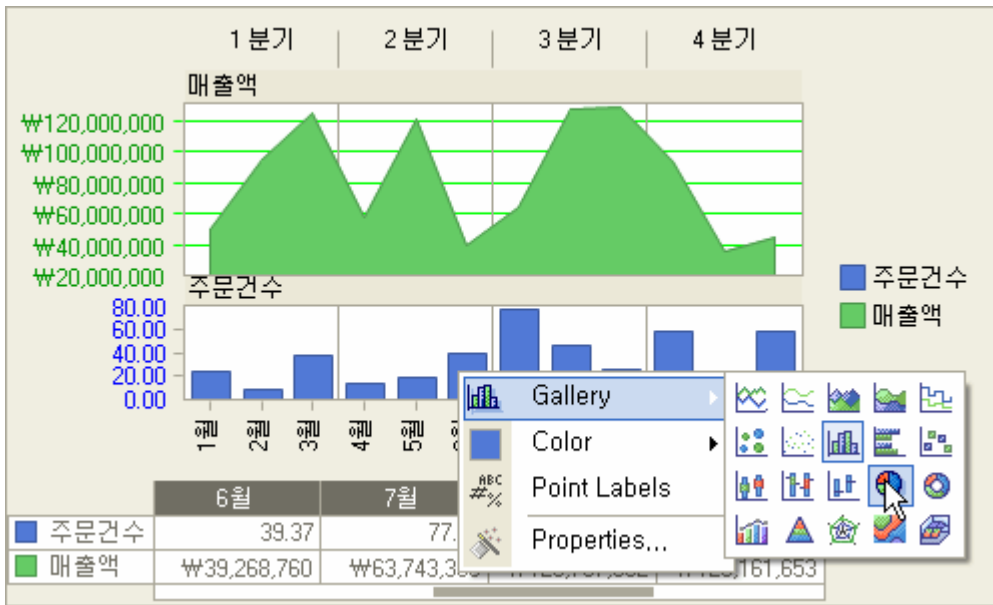 1 분기 2 분기 3 분기 4 분기
매출액
₩120,000,000
₩100,000,000
₩80,000,000
₩60,000,000
₩40,000,000
₩20,000,000
주문건수
80.00
60.00
40.00
20.00
0.00
주문건수
매출액
1월 2월 3월 4월 5월
Gallery
Color
Point Labels
Properties...
6월 7월
주문건수 39.37 77.
매출액 ₩39,268,760